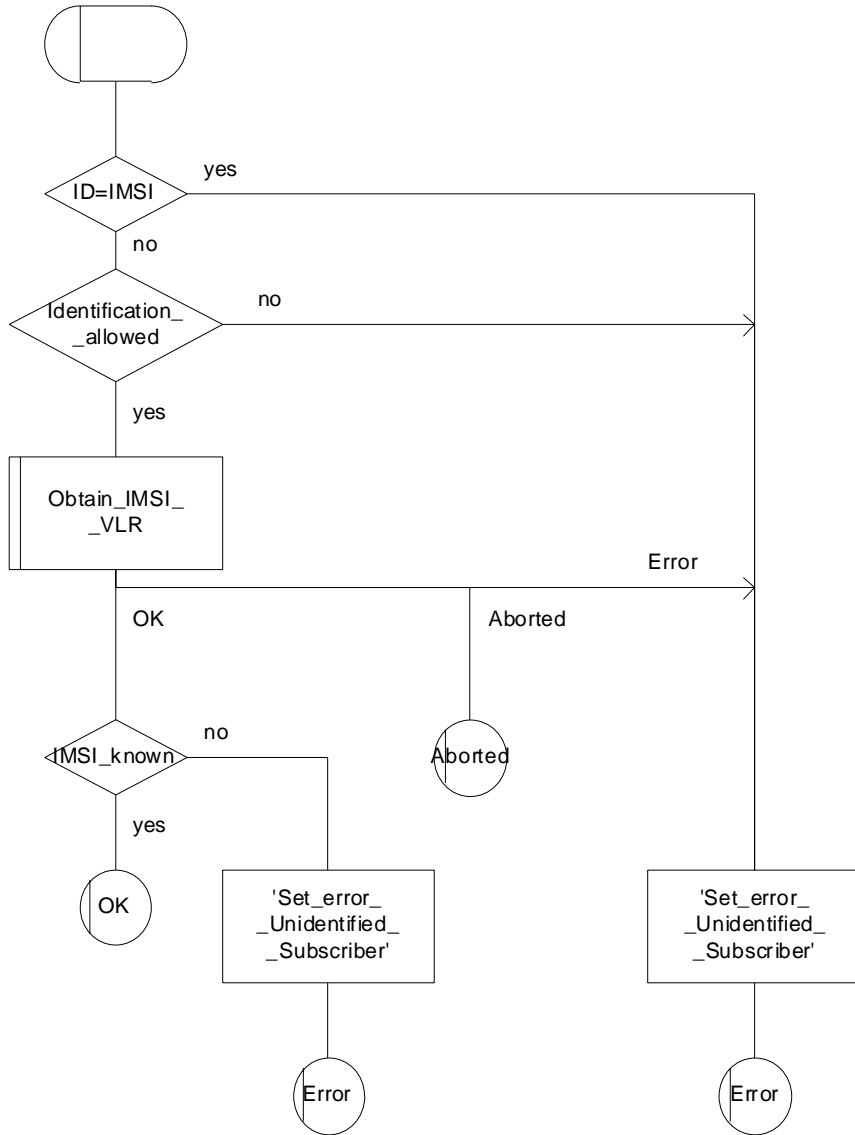 yes
ID=IMSI
no
Identification_
_allowed
no
yes
Obtain_IMSI_
_VLR
Error
OK
Aborted
IMSI_known
no
Aborted
yes
OK
'Set_error_
_Unidentified_
_Subscriber'
'Set_error_
_Unidentified_
_Subscriber'
Error
Error